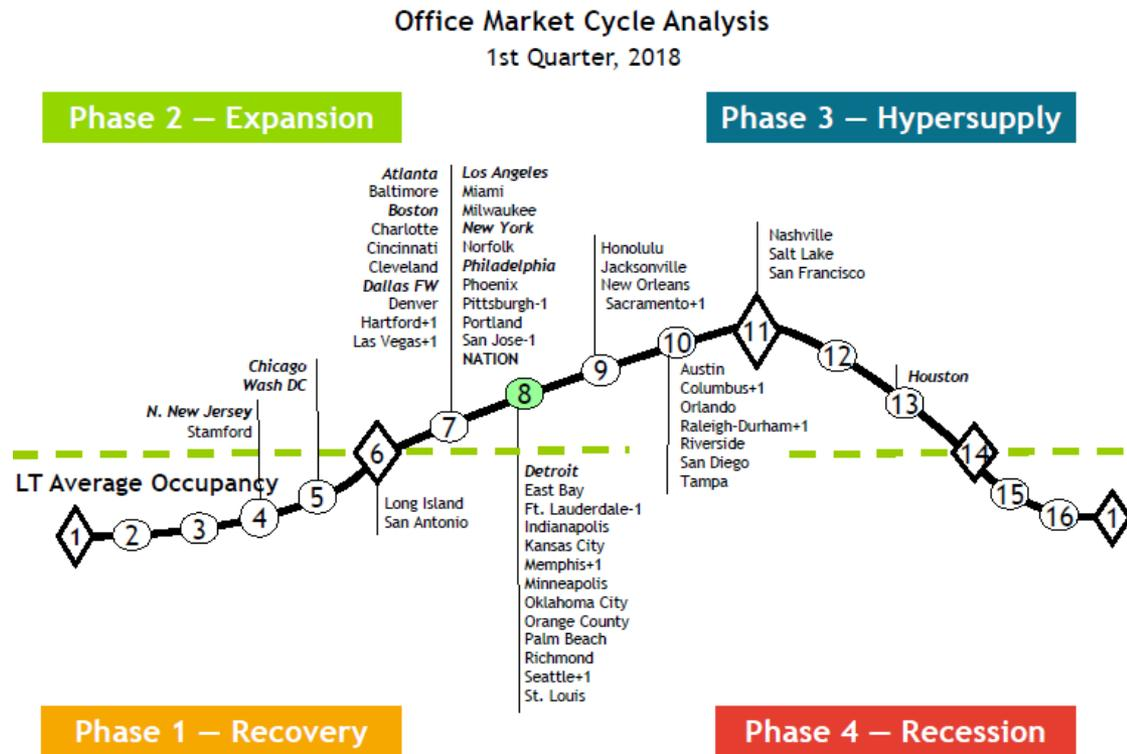 Office Market Cycle Analysis
1st Quarter, 2018
Phase 2 — Expansion
Phase 3 — Hypersupply
Atlanta
Baltimore
Boston
Charlotte
Cincinnati
Cleveland
Dallas FW
Denver
Hartford+1
Las Vegas+1
Los Angeles
Miami
Milwaukee
New York
Norfolk
Philadelphia
Phoenix
Pittsburgh-1
Portland
San Jose-1
NATION
Honolulu
Jacksonville
New Orleans
Sacramento+1
Nashville
Salt Lake
San Francisco
Chicago
Wash DC
N. New Jersey
Stamford
Houston
Austin
Columbus+1
Orlando
Raleigh-Durham+1
Riverside
San Diego
Tampa
LT Average Occupancy
Long Island
San Antonio
Detroit
East Bay
Ft. Lauderdale-1
Indianapolis
Kansas City
Memphis+1
Minneapolis
Oklahoma City
Orange County
Palm Beach
Richmond
Seattle+1
St. Louis
1
2
3
4
5
6
7
8
9
10
11
12
13
14
15
16
1
Phase 1 — Recovery
Phase 4 — Recession